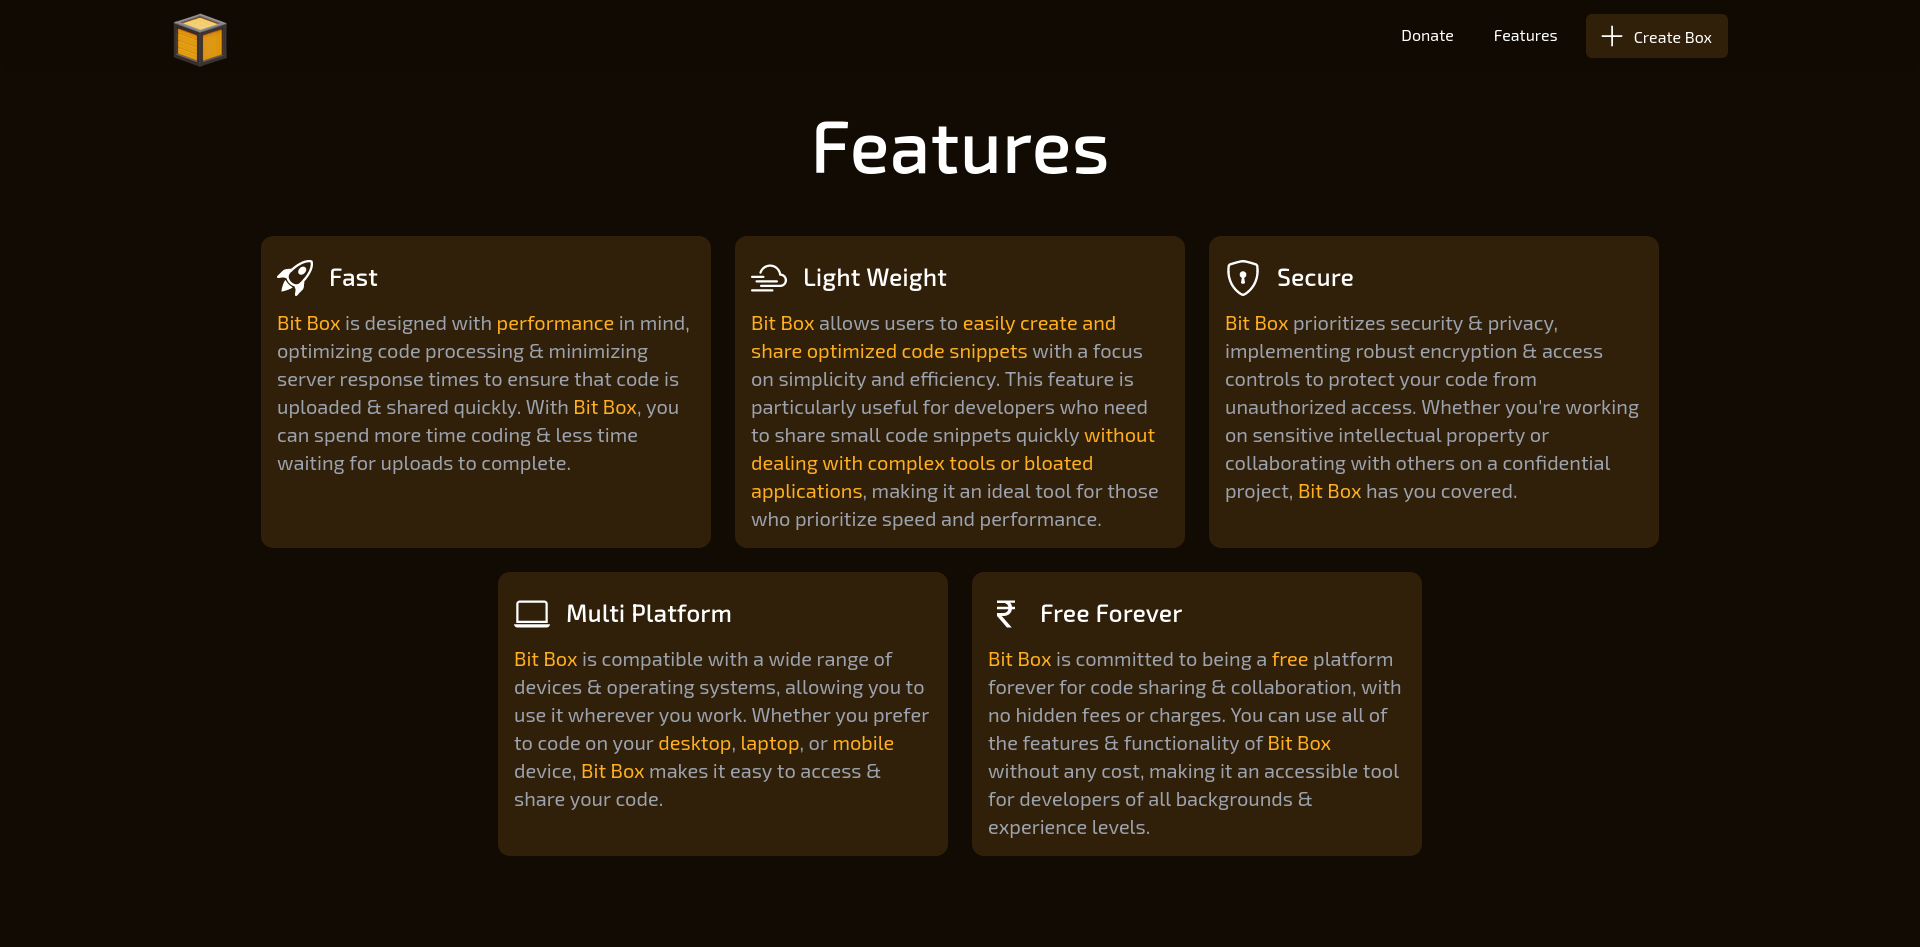 Donate
Features
Create Box
Features
Fast
Bit Box is designed with performance in mind,
optimizing code processing & minimizing
server response times to ensure that code is
uploaded & shared quickly. With Bit Box, you
can spend more time coding & less time
waiting for uploads to complete.
Light Weight
Bit Box allows users to easily create and
share optimized code snippets with a focus
on simplicity and efficiency. This feature is
particularly useful for developers who need
to share small code snippets quickly without
dealing with complex tools or bloated
applications, making it an ideal tool for those
who prioritize speed and performance.
Secure
Bit Box prioritizes security & privacy,
implementing robust encryption & access
controls to protect your code from
unauthorized access. Whether you're working
on sensitive intellectual property or
collaborating with others on a confidential
project, Bit Box has you covered.
Multi Platform
Bit Box is compatible with a wide range of
devices & operating systems, allowing you to
use it wherever you work. Whether you prefer
to code on your desktop, laptop, or mobile
device, Bit Box makes it easy to access &
share your code.
₹ Free Forever
Bit Box is committed to being a free platform
forever for code sharing & collaboration, with
no hidden fees or charges. You can use all of
the features & functionality of Bit Box
without any cost, making it an accessible tool
for developers of all backgrounds &
experience levels.